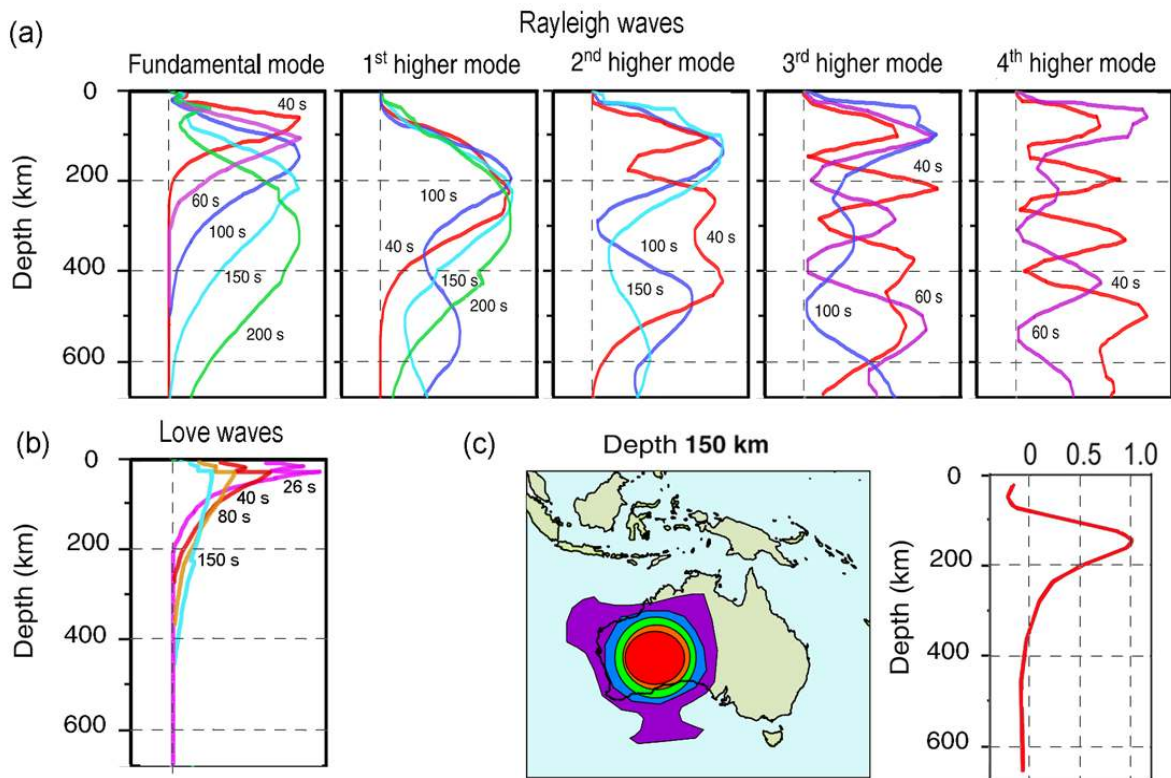 (a)
Rayleigh waves
Fundamental mode
1st higher mode
2nd higher mode
3rd higher mode
4th higher mode
Depth (km)
0
200
400
600
40 s
60 s
100 s
150 s
200 s
100 s
40 s
150 s
200 s
100 s
40 s
150 s
40 s
60 s
100 s
40 s
60 s
(b)
Love waves
Depth (km)
0
200
400
600
26 s
40 s
80 s
150 s
(c)
Depth 150 km
0 0.5 1.0
Depth (km)
0
200
400
600